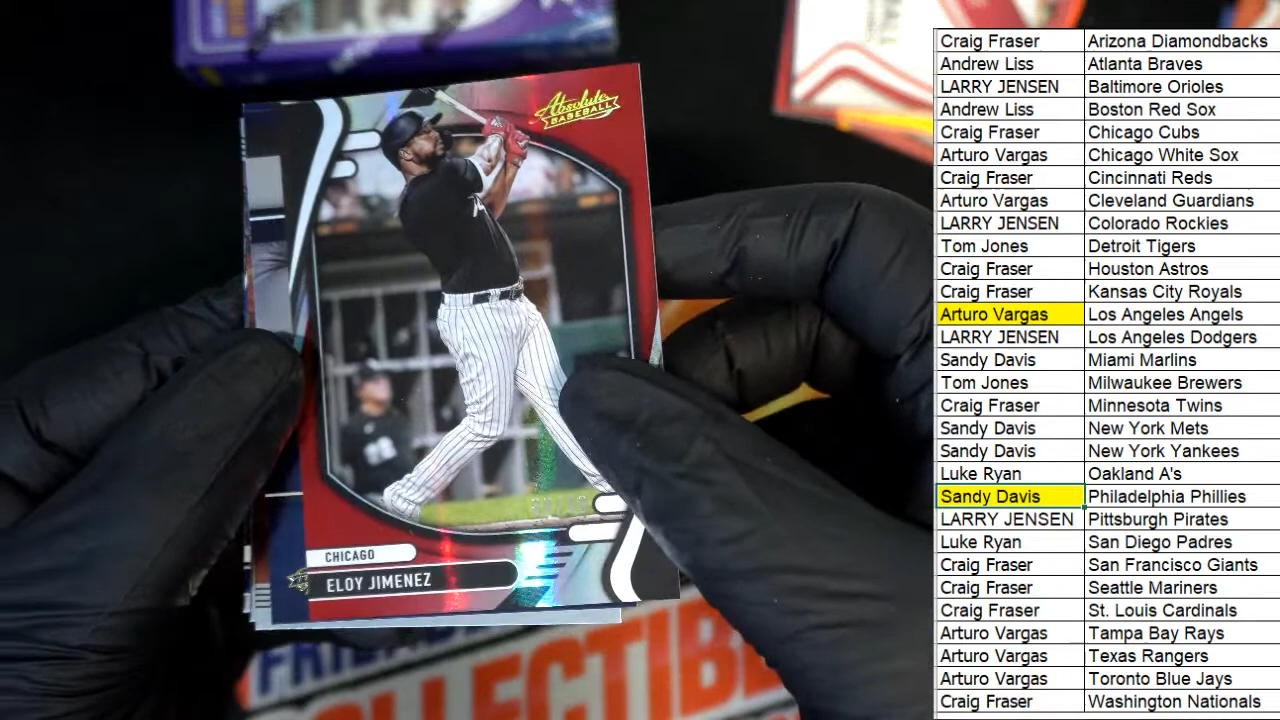 Absolute
BASEBALL
CHICAGO
ELOY JIMENEZ
Craig Fraser Arizona Diamondbacks
Andrew Liss Atlanta Braves
LARRY JENSEN Baltimore Orioles
Andrew Liss Boston Red Sox
Craig Fraser Chicago Cubs
Arturo Vargas Chicago White Sox
Craig Fraser Cincinnati Reds
Arturo Vargas Cleveland Guardians
LARRY JENSEN Colorado Rockies
Tom Jones Detroit Tigers
Craig Fraser Houston Astros
Craig Fraser Kansas City Royals
Arturo Vargas Los Angeles Angels
LARRY JENSEN Los Angeles Dodgers
Sandy Davis Miami Marlins
Tom Jones Milwaukee Brewers
Craig Fraser Minnesota Twins
Sandy Davis New York Mets
Sandy Davis New York Yankees
Luke Ryan Oakland A's
Sandy Davis Philadelphia Phillies
LARRY JENSEN Pittsburgh Pirates
Luke Ryan San Diego Padres
Craig Fraser San Francisco Giants
Craig Fraser Seattle Mariners
Craig Fraser St. Louis Cardinals
Arturo Vargas Tampa Bay Rays
Arturo Vargas Texas Rangers
Arturo Vargas Toronto Blue Jays
Craig Fraser Washington Nationals